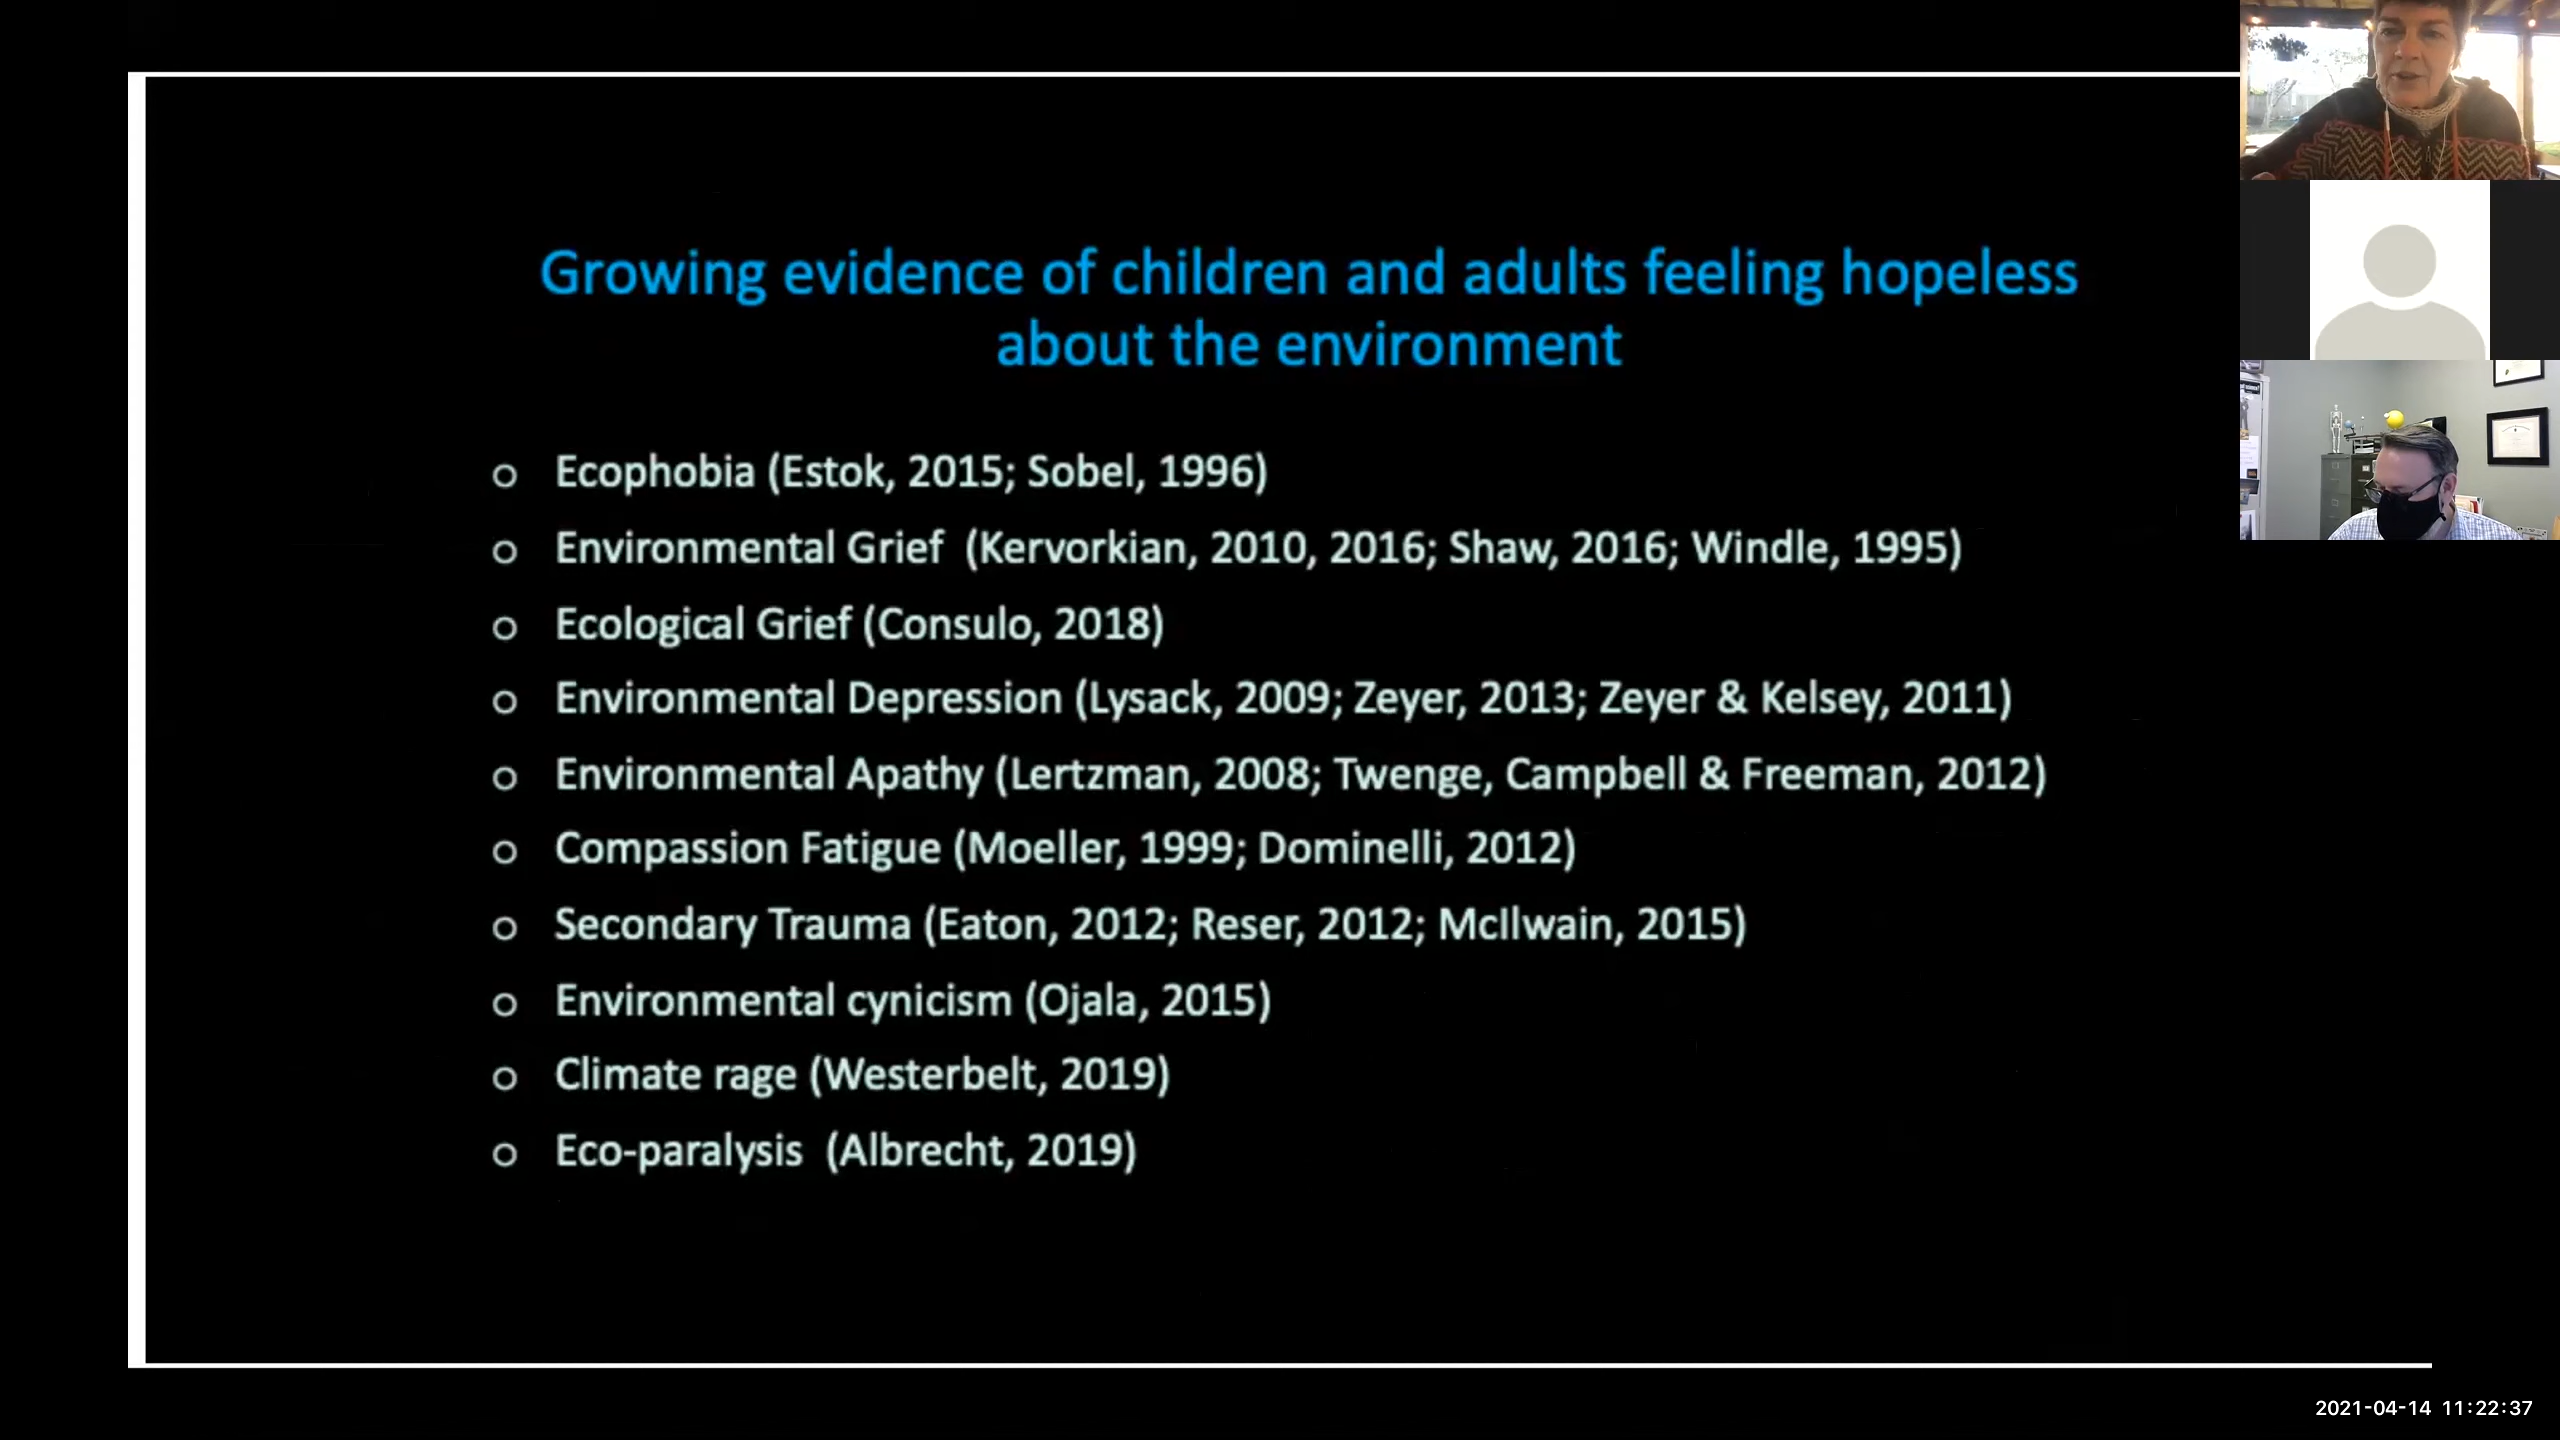 Growing evidence of children and adults feeling hopeless
about the environment
o Ecophobia (Estok, 2015; Sobel, 1996)
o Environmental Grief (Kervorkian, 2010, 2016; Shaw, 2016; Windle, 1995)
o Ecological Grief (Consulo, 2018)
o Environmental Depression (Lysack, 2009; Zeyer, 2013; Zeyer & Kelsey, 2011)
o Environmental Apathy (Lertzman, 2008; Twenge, Campbell & Freeman, 2012)
o Compassion Fatigue (Moeller, 1999; Dominelli, 2012)
o Secondary Trauma (Eaton, 2012; Reser, 2012; McIlwain, 2015)
o Environmental cynicism (Ojala, 2015)
o Climate rage (Westerbelt, 2019)
o Eco-paralysis (Albrecht, 2019)
2021-04-14 11:22:37